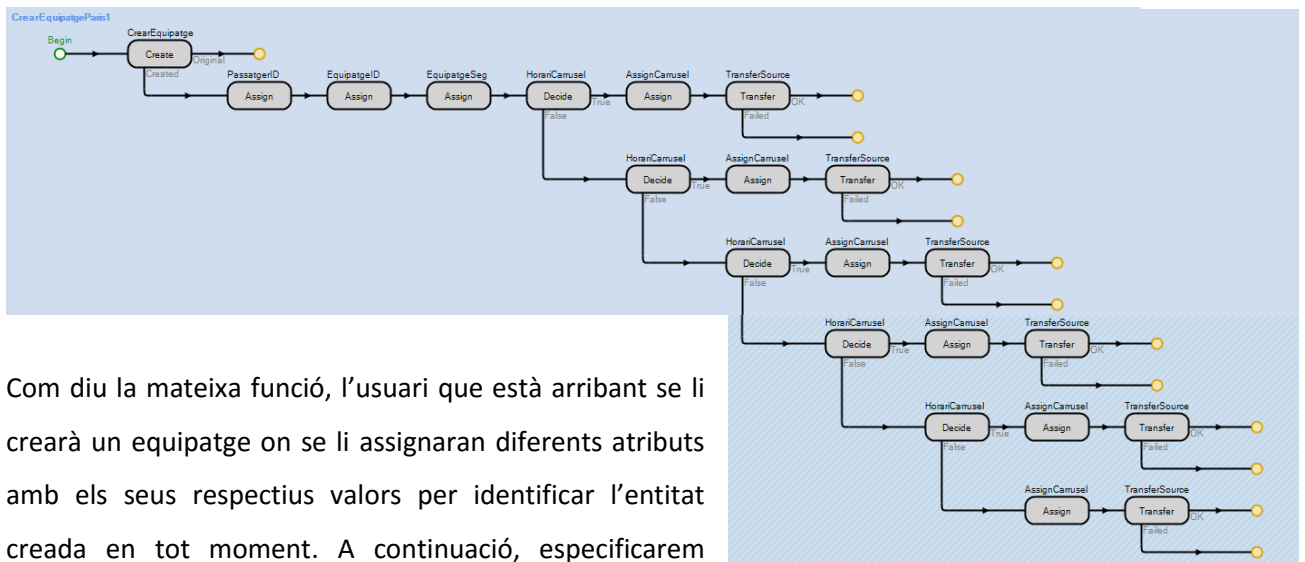 CrearEquipatgeParis1
Begin
CrearEquipatge
Create
Original
Created
PassatgerID
Assign
EquipatgeID
Assign
EquipatgeSeg
Assign
HorariCarrusel
Decide
True
False
AssignCarrusel
Assign
TransferSource
Transfer
OK
Failed
HorariCarrusel
Decide
True
False
AssignCarrusel
Assign
TransferSource
Transfer
OK
Failed
HorariCarrusel
Decide
True
False
AssignCarrusel
Assign
TransferSource
Transfer
OK
Failed
HorariCarrusel
Decide
True
False
AssignCarrusel
Assign
TransferSource
Transfer
OK
Failed
HorariCarrusel
Decide
True
False
AssignCarrusel
Assign
TransferSource
Transfer
OK
Failed
AssignCarrusel
Assign
TransferSource
Transfer
OK
Failed
Com diu la mateixa funció, l’usuari que està arribant se li
crearà un equipatge on se li assignaran diferents atributs
amb els seus respectius valors per identificar l’entitat
creada en tot moment. A continuació, especificarem